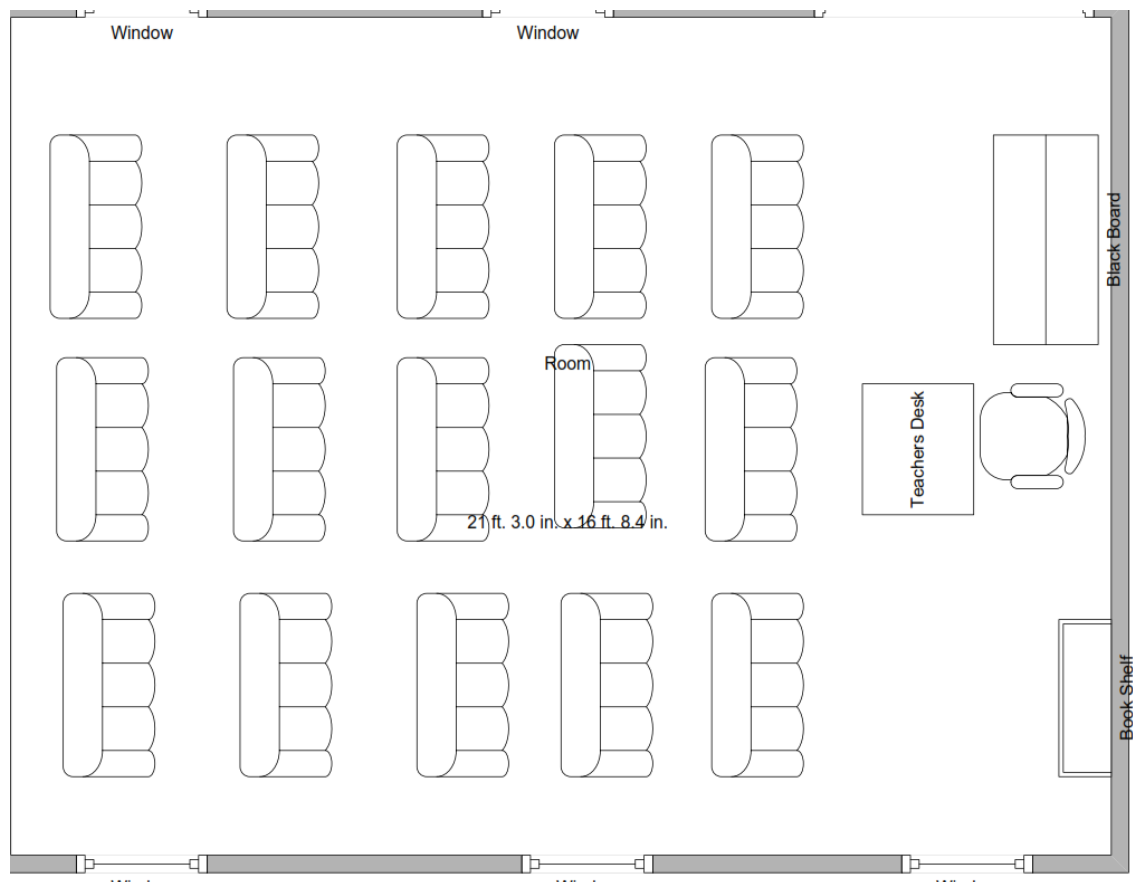 Window
Window
Black Board
Room
Teachers Desk
21 ft. 3.0 in. x 16 ft. 8.4 in.
Book Shelf